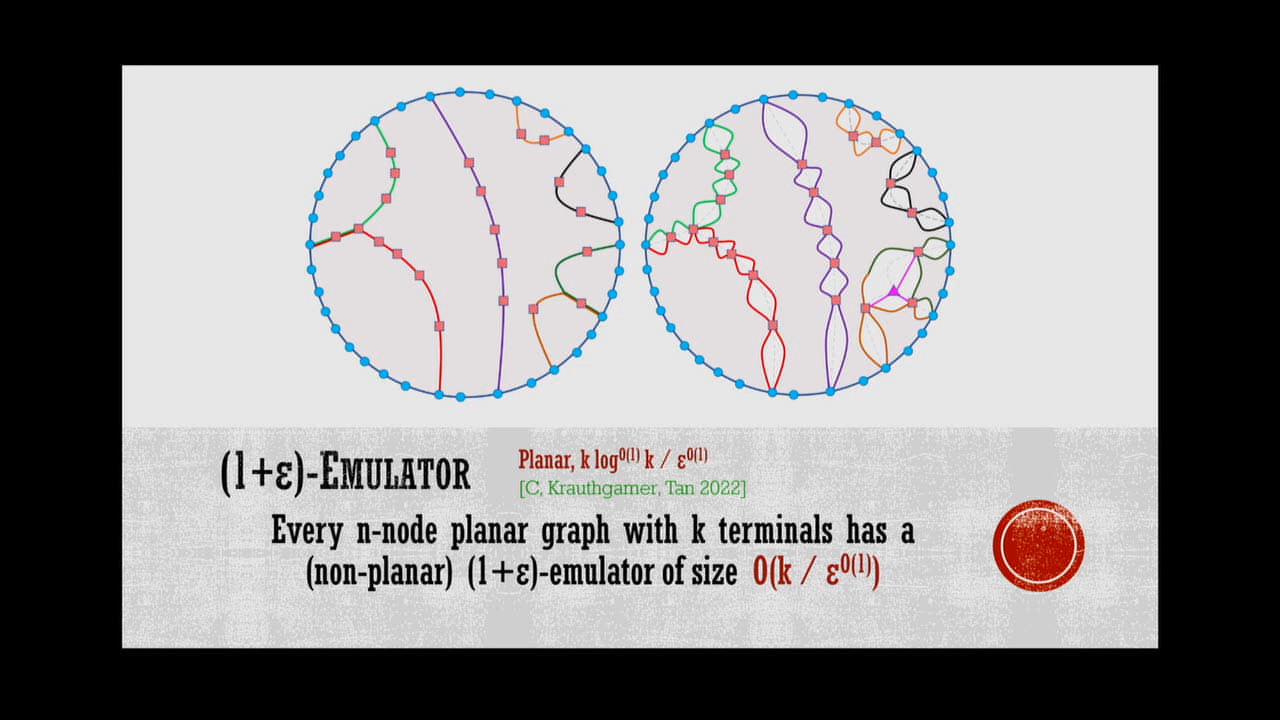 (1+ε)-EMULATOR
Planar, k log^O(1) k / ε^O(1)
[C, Krauthgamer, Tan 2022]
Every n-node planar graph with k terminals has a
(non-planar) (1+ε)-emulator of size O(k / ε^O(1))